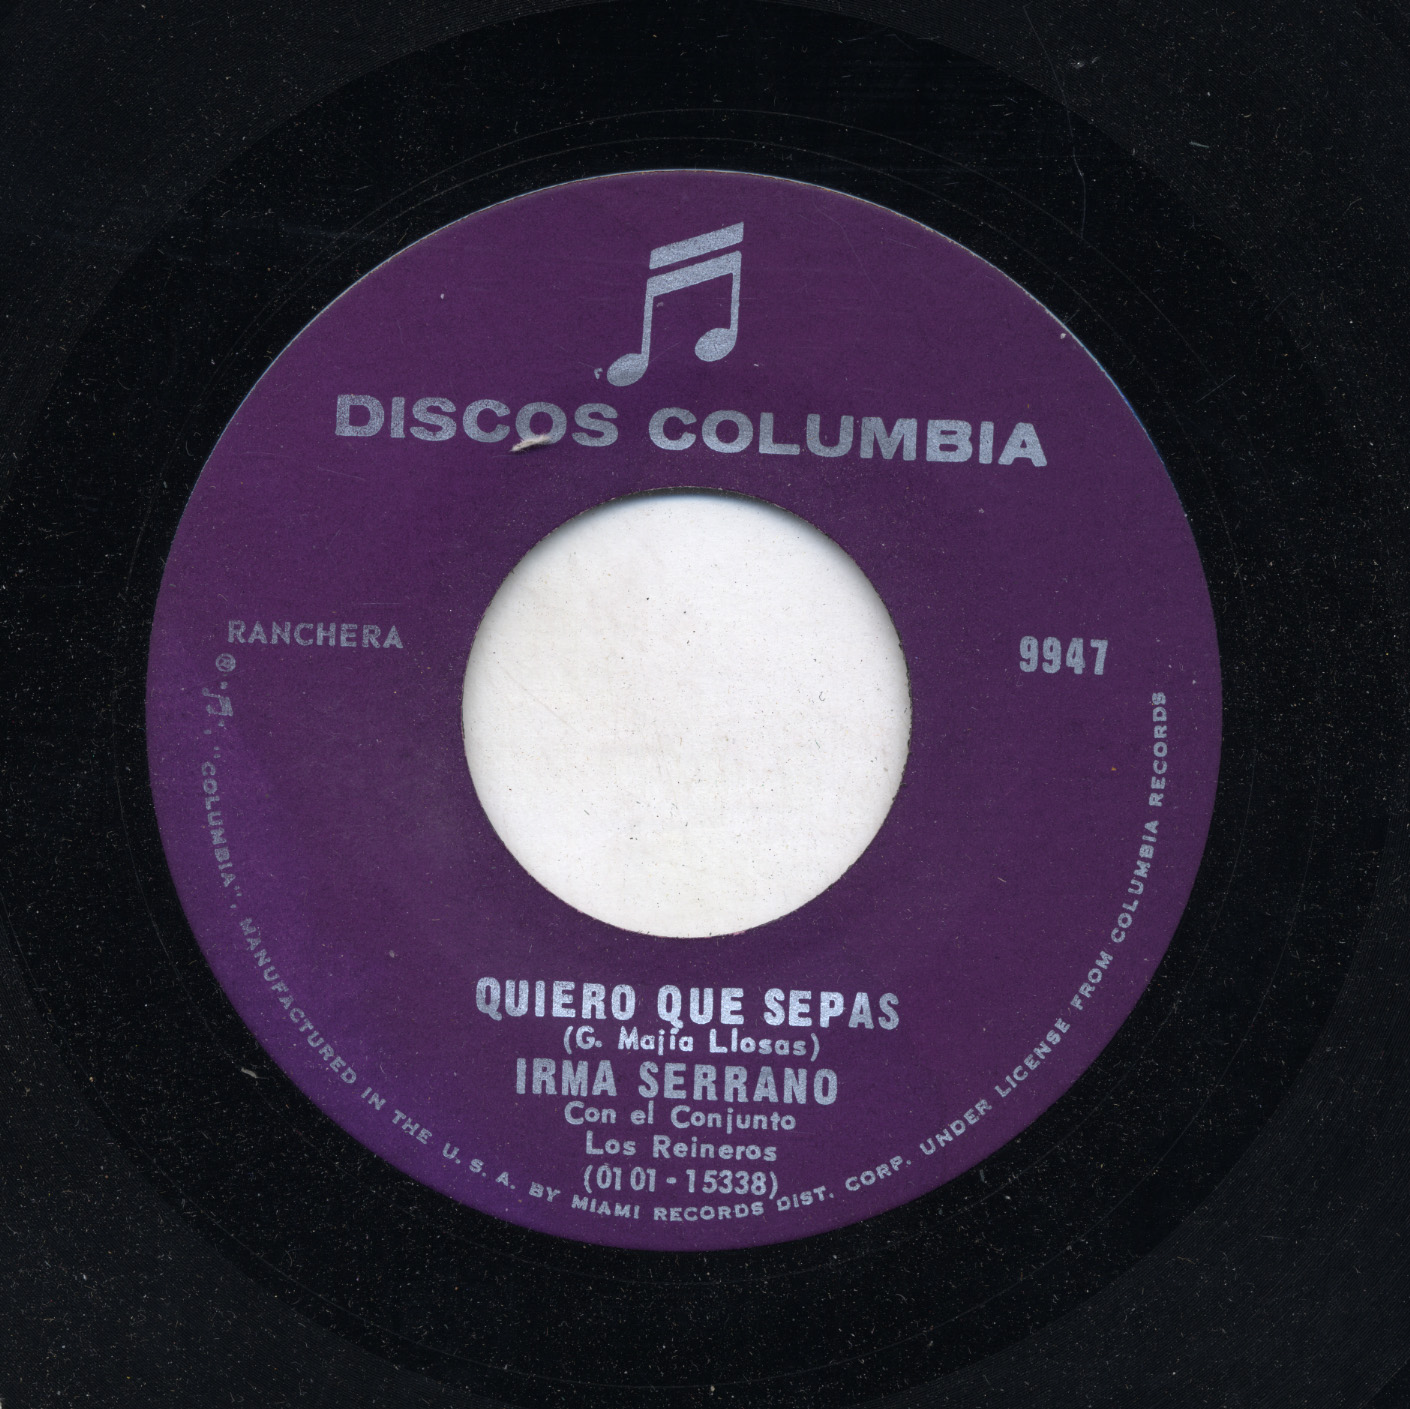 DISCOS COLUMBIA
RANCHERA
9947
QUIERO QUE SEPAS
(G. Majía Llosas)
IRMA SERRANO
Con el Conjunto
Los Reineros
(0101-15338)
® "COLUMBIA", MANUFACTURED IN THE U. S. A. BY MIAMI RECORDS DIST. CORP. UNDER LICENSE FROM COLUMBIA RECORDS